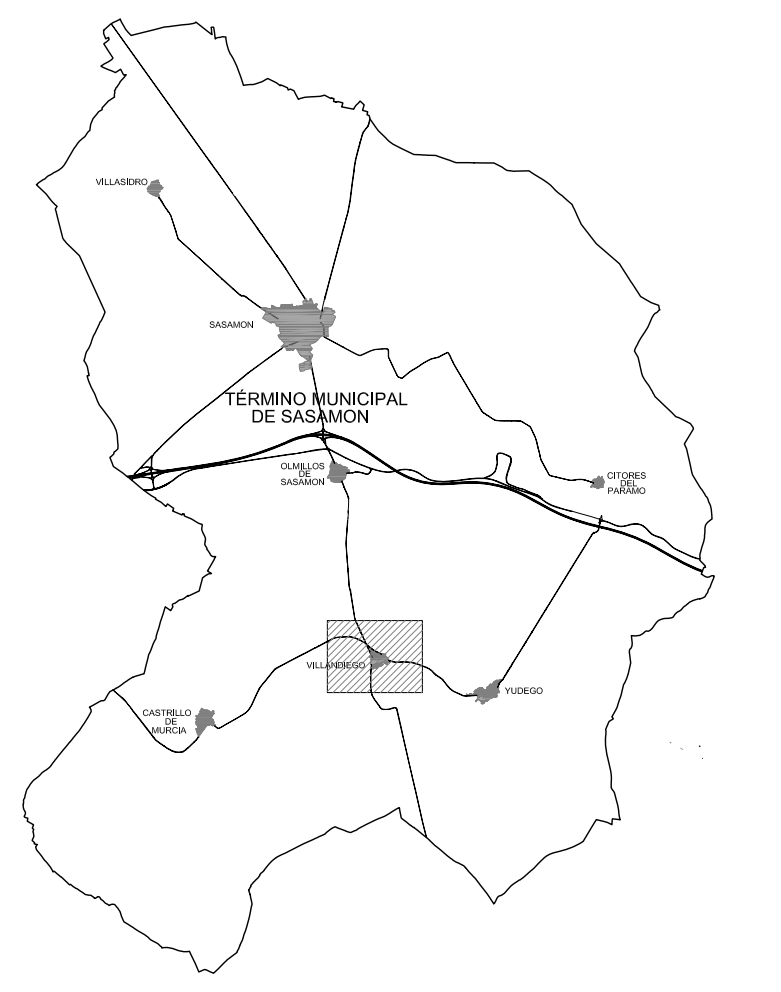 VILLASIDRO
SASAMON
TÉRMINO MUNICIPAL
DE SASAMON
OLMILLOS
DE
SASAMON
CITORES
DEL
PARAMO
VILLANDIEGO
YUDEGO
CASTRILLO
DE
MURCIA